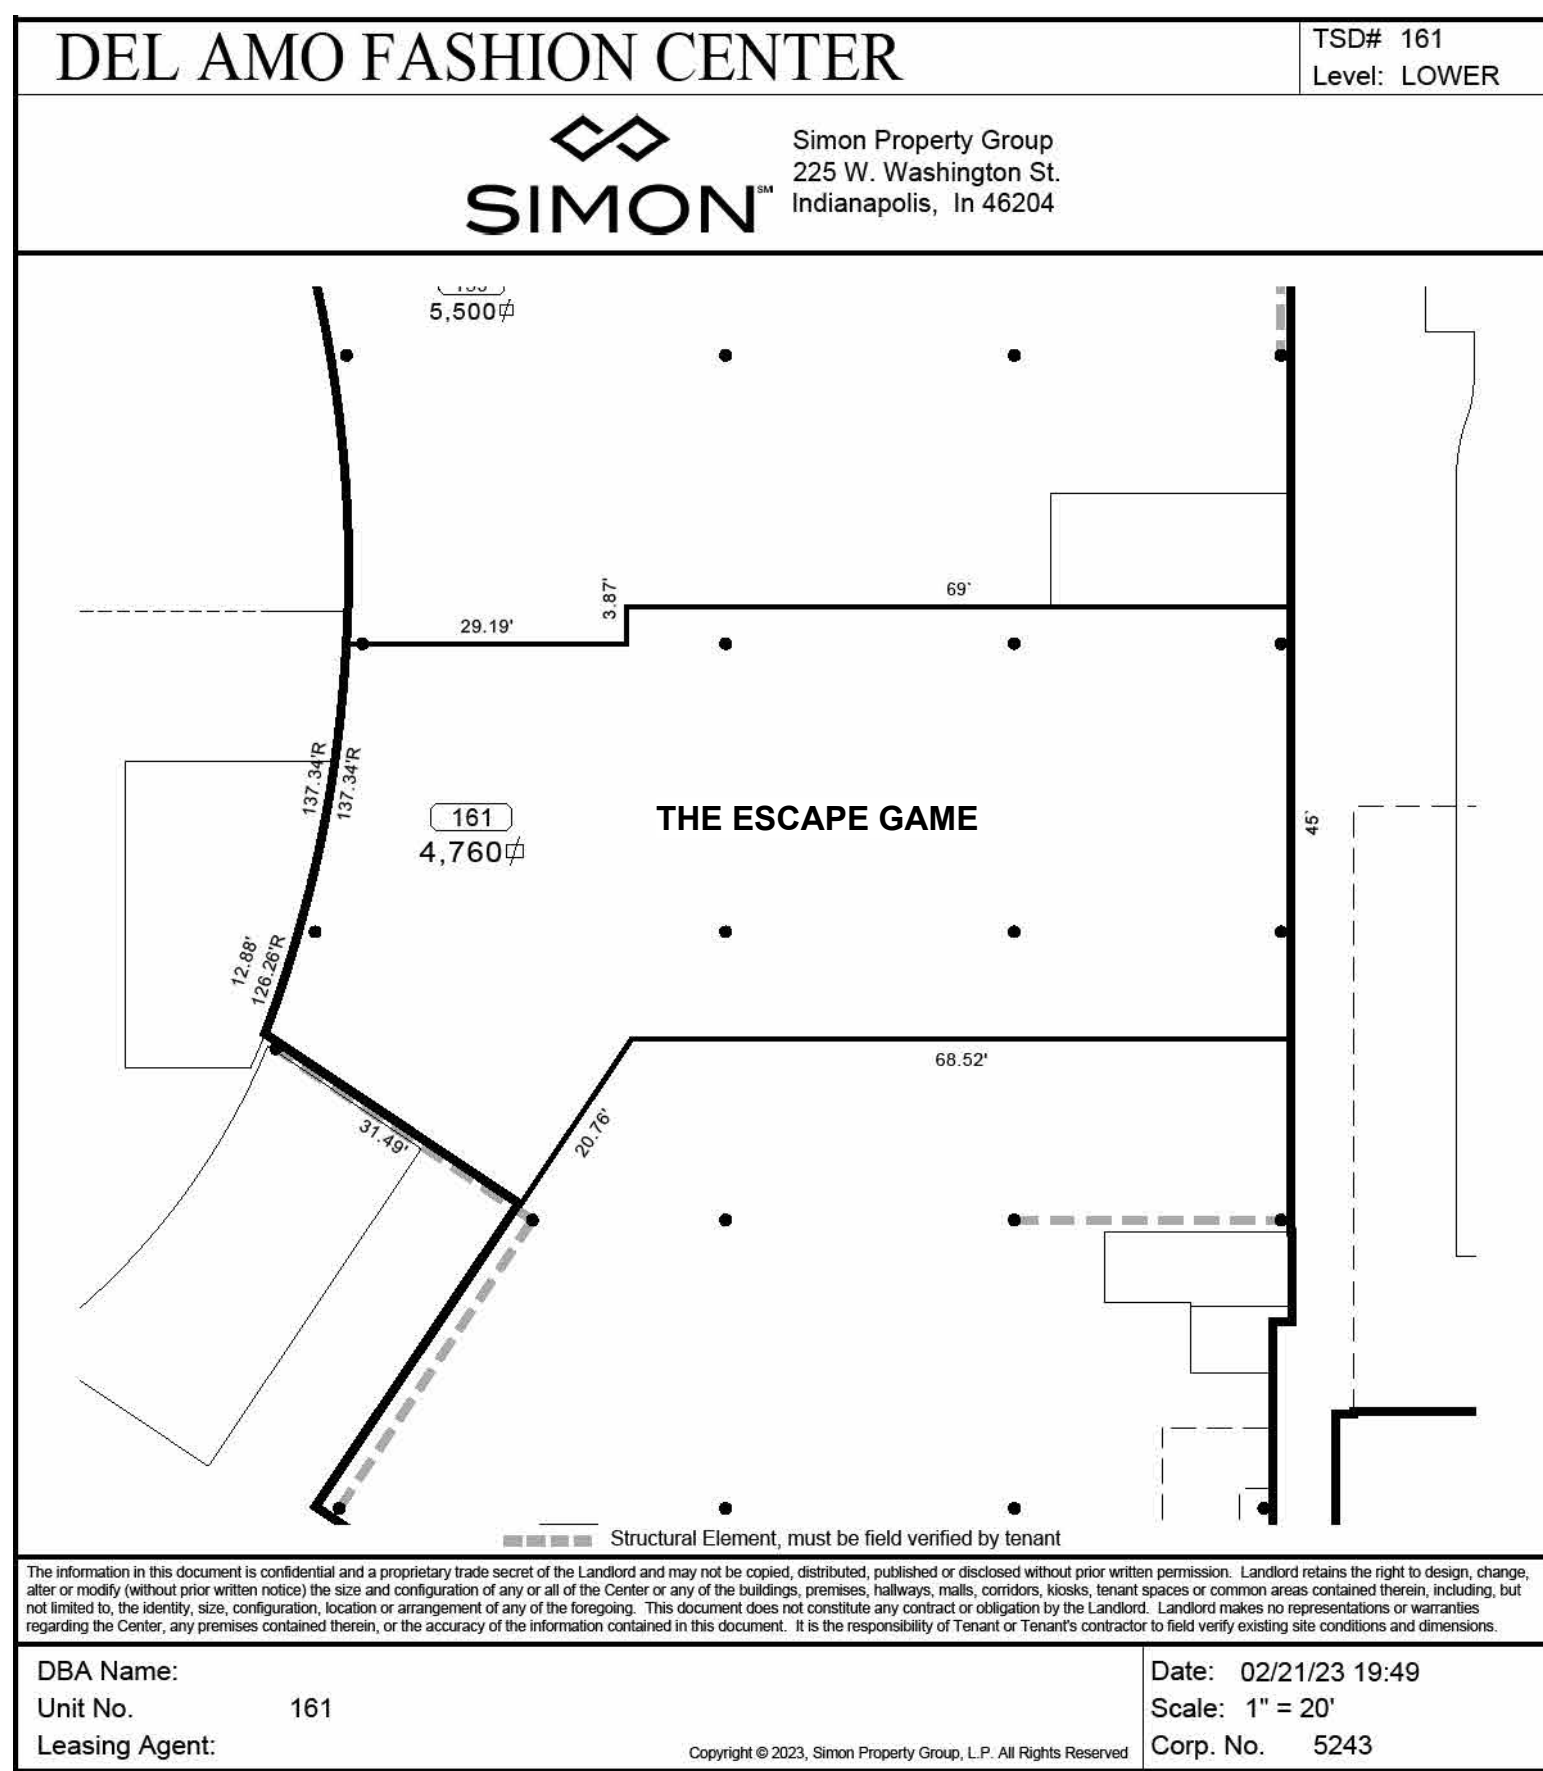 DEL AMO FASHION CENTER
TSD# 161
Level: LOWER
SIMON℠
Simon Property Group
225 W. Washington St.
Indianapolis, In 46204
5,500
69`
3.87'
29.19'
137.34'R
137.34'R
161
4,760
THE ESCAPE GAME
45`
12.88'
126.26'R
68.52'
31.49'
20.76'
Structural Element, must be field verified by tenant
The information in this document is confidential and a proprietary trade secret of the Landlord and may not be copied, distributed, published or disclosed without prior written permission. Landlord retains the right to design, change,
alter or modify (without prior written notice) the size and configuration of any or all of the Center or any of the buildings, premises, hallways, malls, corridors, kiosks, tenant spaces or common areas contained therein, including, but
not limited to, the identity, size, configuration, location or arrangement of any of the foregoing. This document does not constitute any contract or obligation by the Landlord. Landlord makes no representations or warranties
regarding the Center, any premises contained therein, or the accuracy of the information contained in this document. It is the responsibility of Tenant or Tenant's contractor to field verify existing site conditions and dimensions.
DBA Name:
Unit No. 161
Leasing Agent:
Copyright © 2023, Simon Property Group, L.P. All Rights Reserved
Date: 02/21/23 19:49
Scale: 1" = 20'
Corp. No. 5243